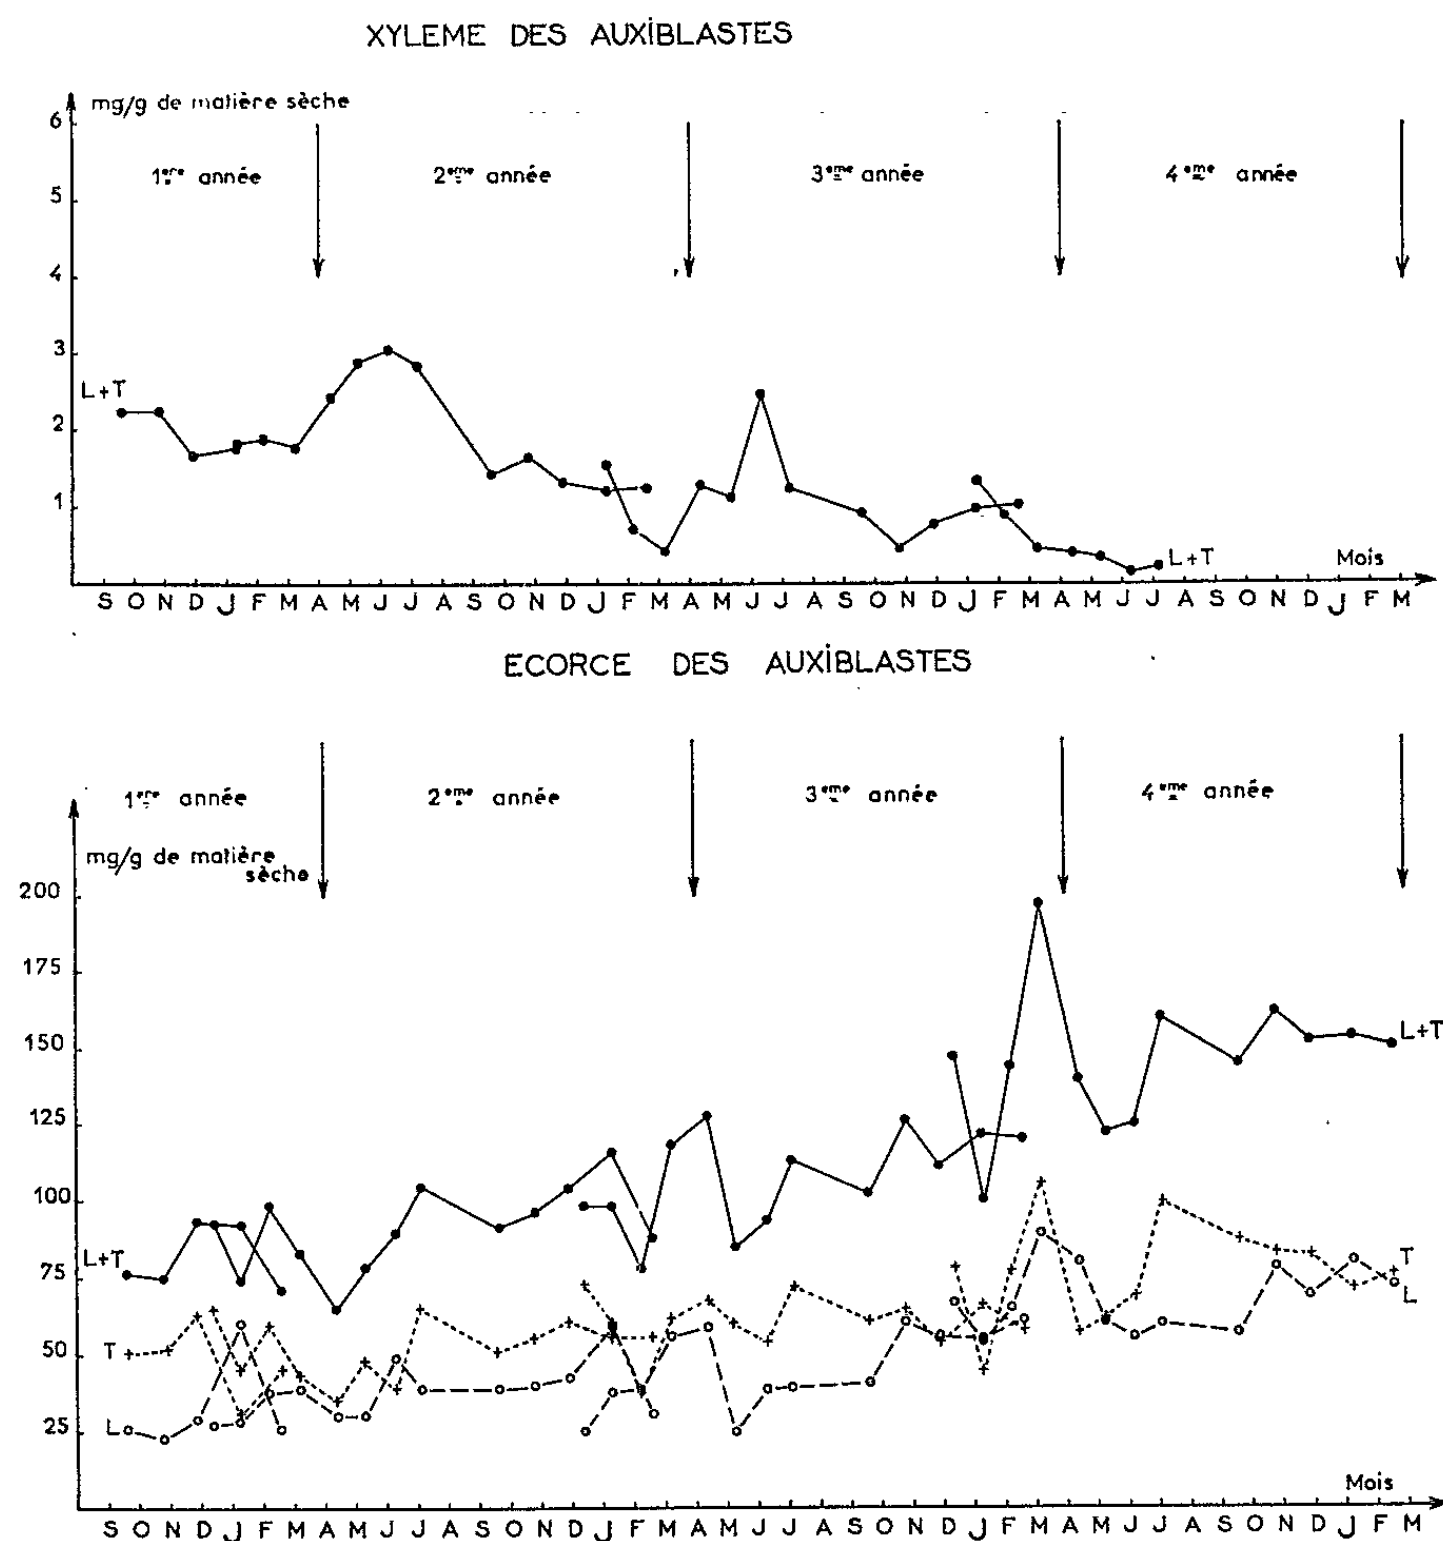 XYLEME DES AUXiBLASTES
mg/g de matière sèche
6
1ère année 2ème année 3ème année 4ème année
5
4
3
L+T
2
1
L+T Mois
S O N D J F M A M J J A S O N D J F M A M J J A S O N D J F M A M J J A S O N D J F M
ECORCE DES AUXiBLASTES
1ère année 2ème année 3ème année 4ème année
mg/g de matière
sèche
200
175
150 L+T
125
100
L+T T
75 L
T 50
L
25
Mois
S O N D J F M A M J J A S O N D J F M A M J J A S O N D J F M A M J J A S O N D J F M